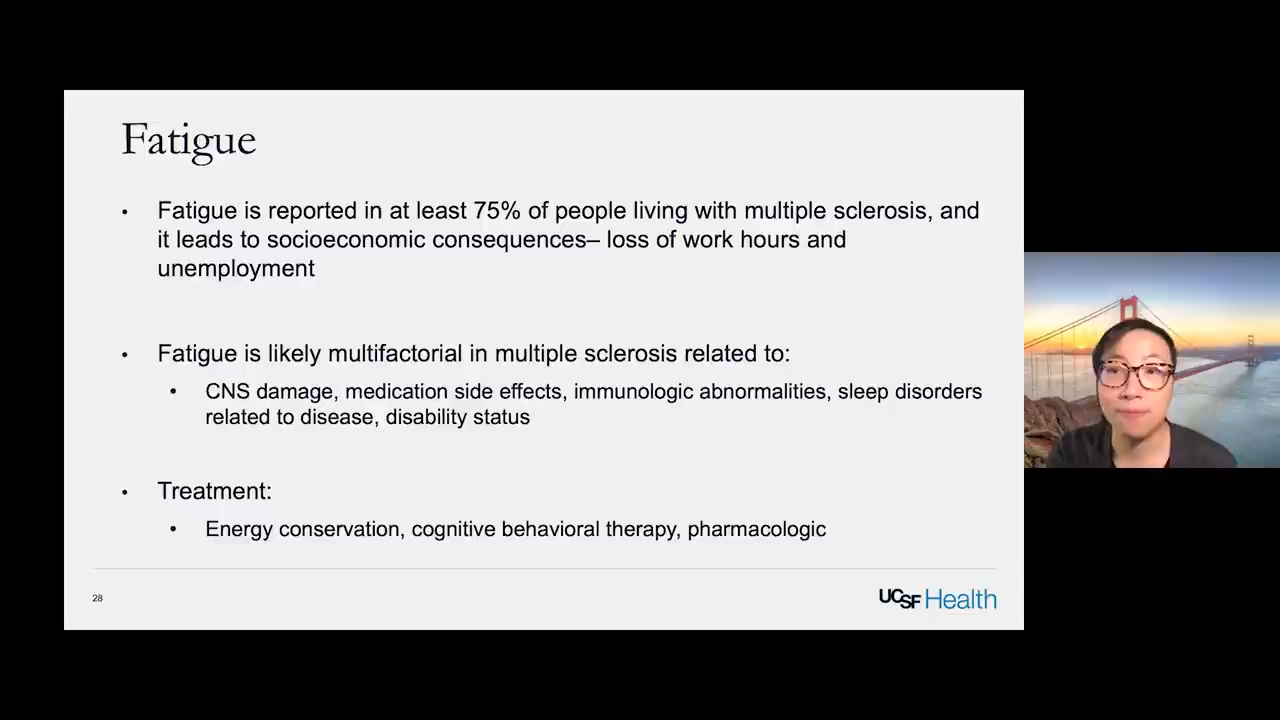 Fatigue
• Fatigue is reported in at least 75% of people living with multiple sclerosis, and
it leads to socioeconomic consequences– loss of work hours and
unemployment
• Fatigue is likely multifactorial in multiple sclerosis related to:
• CNS damage, medication side effects, immunologic abnormalities, sleep disorders
related to disease, disability status
• Treatment:
• Energy conservation, cognitive behavioral therapy, pharmacologic
28
UCSF Health